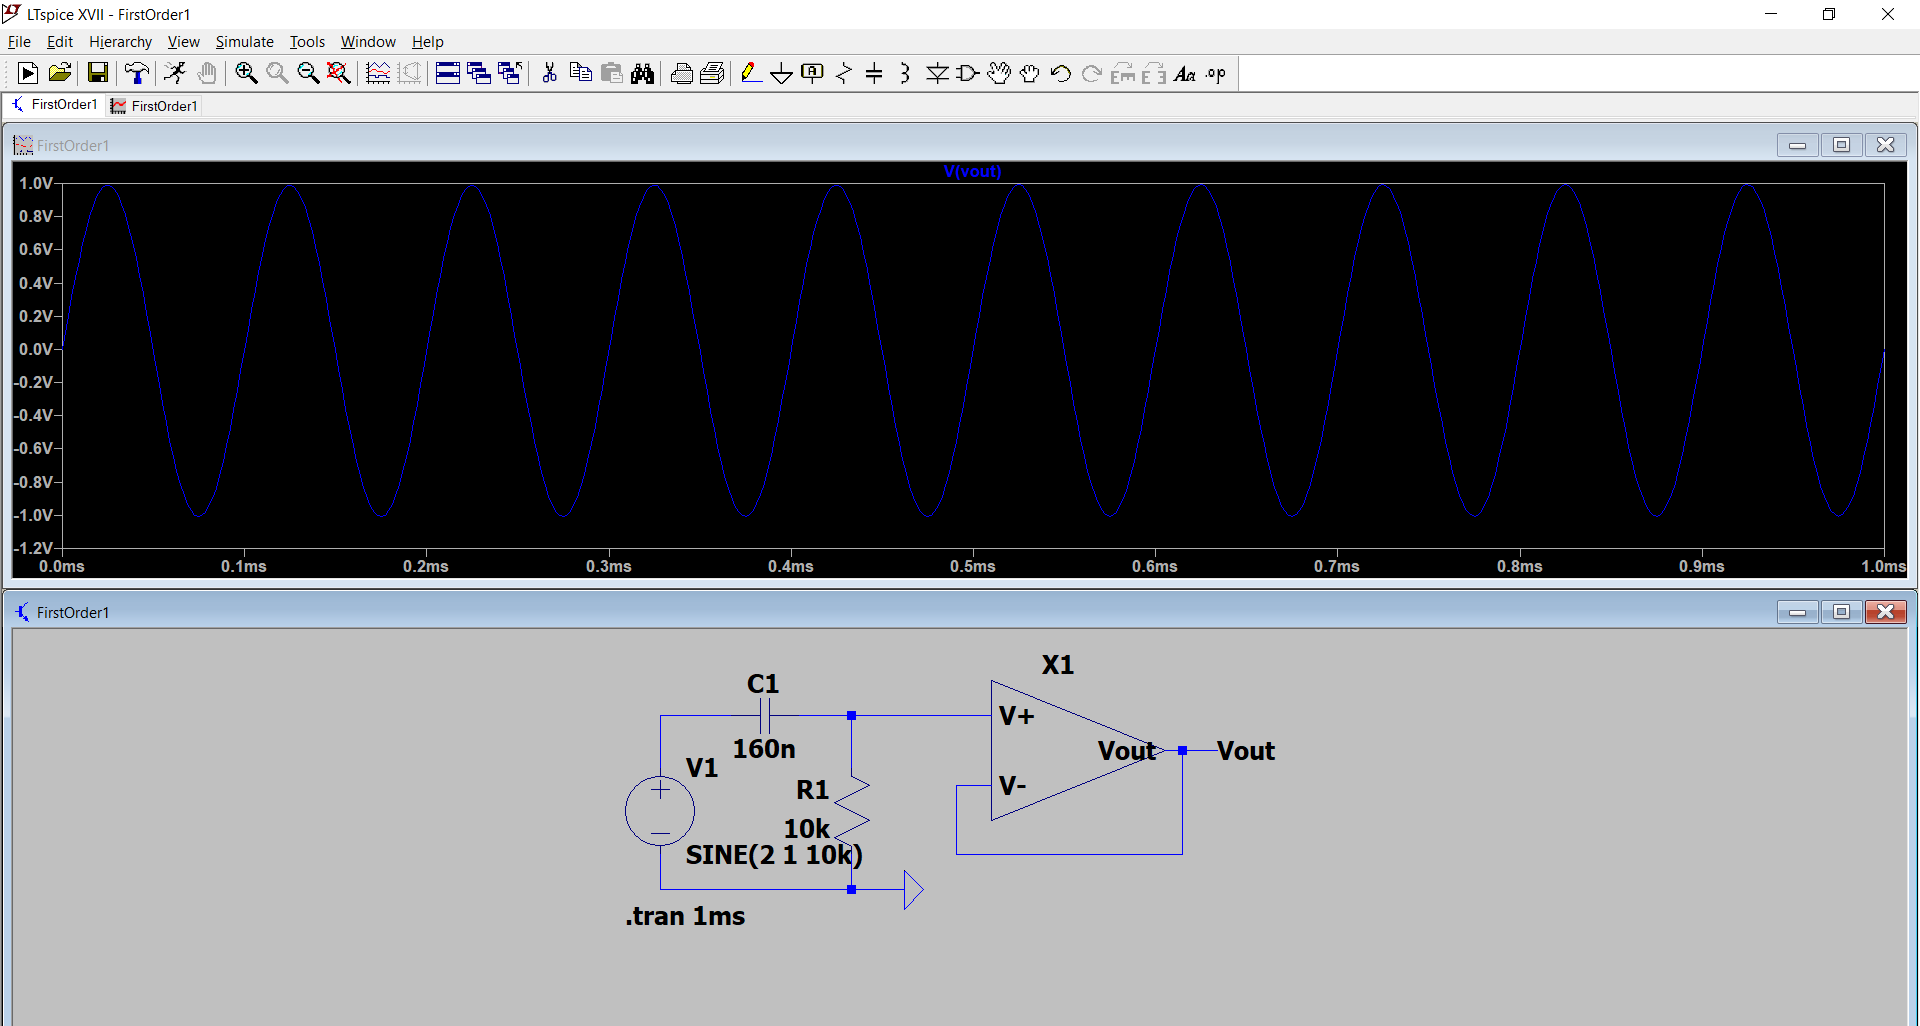 LTspice XVII - FirstOrder1
File Edit Hierarchy View Simulate Tools Window Help
A Aa .op
FirstOrder1 FirstOrder1
FirstOrder1
V(vout)
1.0V
0.8V
0.6V
0.4V
0.2V
0.0V
-0.2V
-0.4V
-0.6V
-0.8V
-1.0V
-1.2V
0.0ms 0.1ms 0.2ms 0.3ms 0.4ms 0.5ms 0.6ms 0.7ms 0.8ms 0.9ms 1.0ms
FirstOrder1
X1
C1
V+
160n
Vout Vout
V1
R1
V-
10k
SINE(2 1 10k)
.tran 1ms